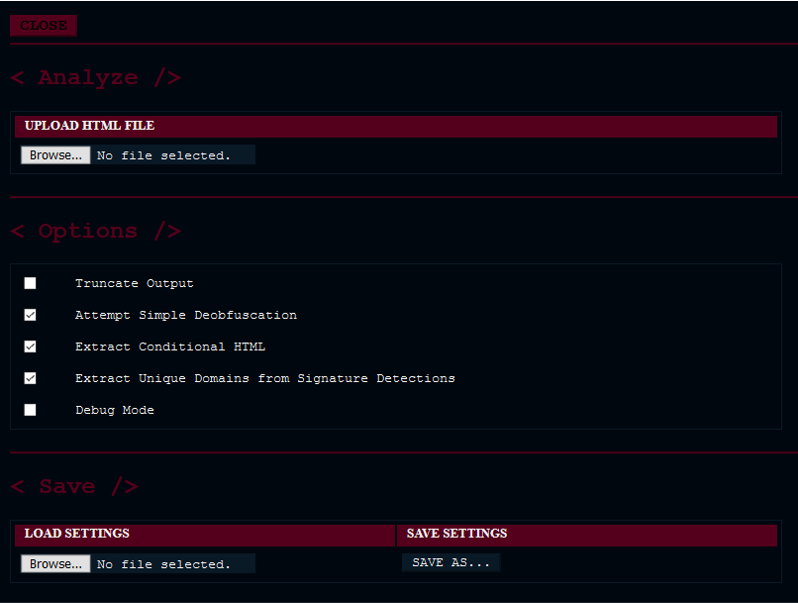 CLOSE
< Analyze />
UPLOAD HTML FILE
Browse... No file selected.
< Options />
Truncate Output
Attempt Simple Deobfuscation
Extract Conditional HTML
Extract Unique Domains from Signature Detections
Debug Mode
< Save />
LOAD SETTINGS SAVE SETTINGS
Browse... No file selected. SAVE AS...